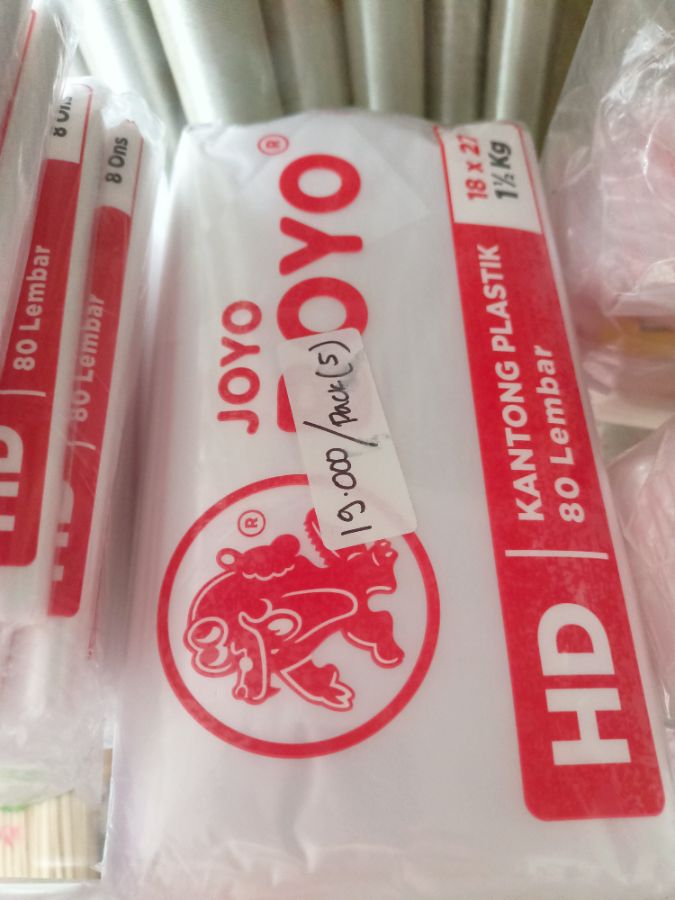 8 Ons
80 Lembar
HD
8 Ons
80 Lembar
HD
JOYO
®
JOYO
®
19.000/Pack (5)
18 x 27
1½ Kg
HD
KANTONG PLASTIK
80 Lembar